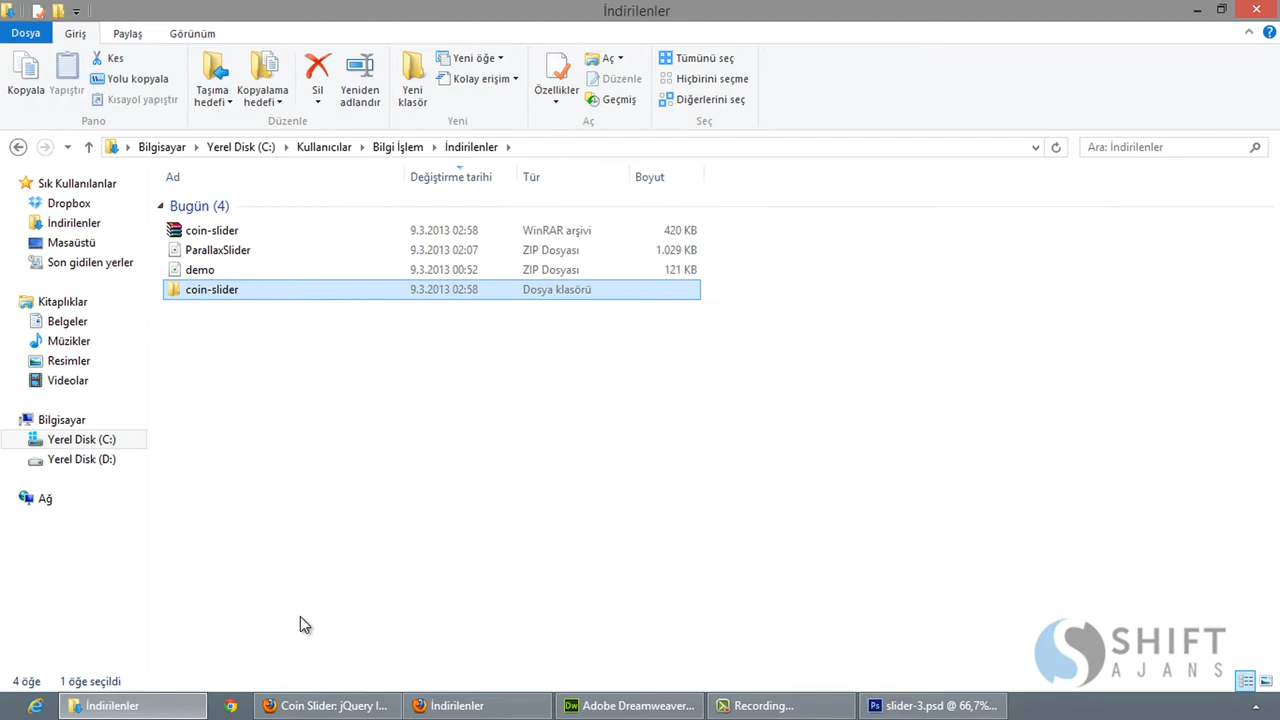 İndirilenler
Dosya Giriş Paylaş Görünüm
Kopyala Yapıştır Kes Yolu kopyala Kısayol yapıştır
Taşıma hedefi Kopyalama hedefi Sil Yeniden adlandır
Yeni klasör Yeni öğe Kolay erişim
Özellikler Aç Düzenle Geçmiş
Tümünü seç Hiçbirini seçme Diğerlerini seç
Pano Düzenle Yeni Aç Seç
Bilgisayar Yerel Disk (C:) Kullanıcılar Bilgi İşlem İndirilenler Ara: İndirilenler
Sık Kullanılanlar
Dropbox
İndirilenler
Masaüstü
Son gidilen yerler
Kitaplıklar
Belgeler
Müzikler
Resimler
Videolar
Bilgisayar
Yerel Disk (C:)
Yerel Disk (D:)
Ağ
Ad Değiştirme tarihi Tür Boyut
Bugün (4)
coin-slider 9.3.2013 02:58 WinRAR arşivi 420 KB
ParallaxSlider 9.3.2013 02:07 ZIP Dosyası 1.029 KB
demo 9.3.2013 00:52 ZIP Dosyası 121 KB
coin-slider 9.3.2013 02:58 Dosya klasörü
SHIFT
AJANS
4 öğe 1 öğe seçildi
İndirilenler Coin Slider: jQuery I... İndirilenler Dw Adobe Dreamweaver... Recording... Ps slider-3.psd @ 66,7%...